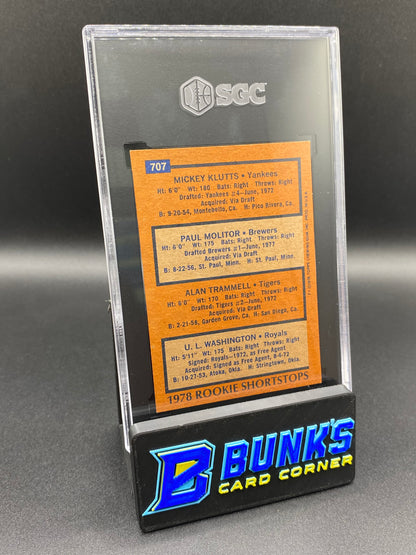 SGC
707
MICKEY KLUTTS • Yankees
Ht: 6'0" Wt: 180 Bats: Right Throws: Right
Drafted: Yankees #4—June, 1972
Acquired: Via Draft
B: 9-20-54, Montebello, Ca. H: Pico Rivera, Ca.
PAUL MOLITOR • Brewers
Ht: 6'0" Wt: 175 Bats: Right Throws: Right
Drafted Brewers #1—June, 1977
Acquired: Via Draft
B: 8-22-56, St. Paul, Minn. H: St. Paul, Minn.
ALAN TRAMMELL • Tigers
Ht: 6'0" Wt: 170 Bats: Right Throws: Right
Drafted: Tigers #2—June, 1976
Acquired: Via Draft
B: 2-21-58, Garden Grove, Ca. H: San Diego, Ca.
U. L. WASHINGTON • Royals
Ht: 5'11" Wt: 175 Bats: Right Throws: Right
Signed: Royals—1972, as Free Agent
Acquired: Signed as Free Agent, 8-6-72
B: 10-27-53, Atoka, Okla. H: Stringtown, Okla.
1978 ROOKIE SHORTSTOPS
B BUNK'S
CARD CORNER